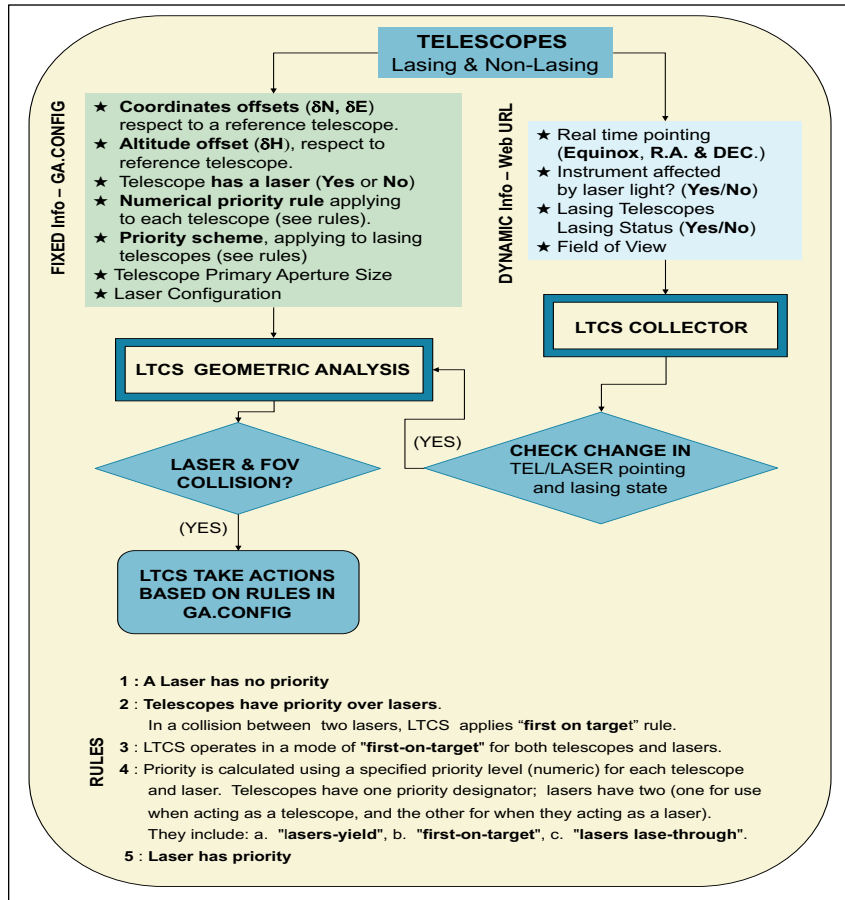 TELESCOPES
Lasing & Non-Lasing
FIXED Info – GA.CONFIG
★ Coordinates offsets (δN, δE)
respect to a reference telescope.
★ Altitude offset (δH), respect to
reference telescope.
★ Telescope has a laser (Yes or No)
★ Numerical priority rule applying
to each telescope (see rules).
★ Priority scheme, applying to lasing
telescopes (see rules)
★ Telescope Primary Aperture Size
★ Laser Configuration
DYNAMIC Info – Web URL
★ Real time pointing
(Equinox, R.A. & DEC.)
★ Instrument affected
by laser light? (Yes/No)
★ Lasing Telescopes
Lasing Status (Yes/No)
★ Field of View
LTCS COLLECTOR
LTCS GEOMETRIC ANALYSIS
(YES)
CHECK CHANGE IN
TEL/LASER pointing
and lasing state
LASER & FOV
COLLISION?
(YES)
LTCS TAKE ACTIONS
BASED ON RULES IN
GA.CONFIG
RULES
1 : A Laser has no priority
2 : Telescopes have priority over lasers.
In a collision between two lasers, LTCS applies “first on target” rule.
3 : LTCS operates in a mode of "first-on-target" for both telescopes and lasers.
4 : Priority is calculated using a specified priority level (numeric) for each telescope
and laser. Telescopes have one priority designator; lasers have two (one for use
when acting as a telescope, and the other for when they acting as a laser).
They include: a. "lasers-yield", b. "first-on-target", c. "lasers lase-through".
5 : Laser has priority